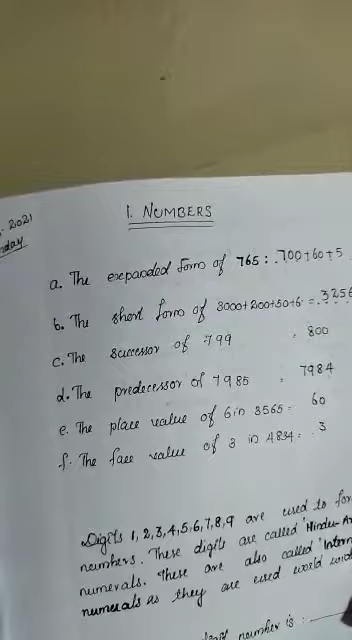 2021
1. NUMBERS
a. The expanded form of 765 : 700+60+5
b. The short form of 3000+200+50+6 = 3256
c. The successor of 799 = 800
d. The predecessor of 7985 = 7984
e. The place value of 6 in 3565 = 60
f. The face value of 3 in 4834 = 3
Digits 1,2,3,4,5,6,7,8,9 are used to for
numbers. These digits are called 'Hindu-Ar
numerals. These are also called 'Intern
numerals as they are used world wid
number is :